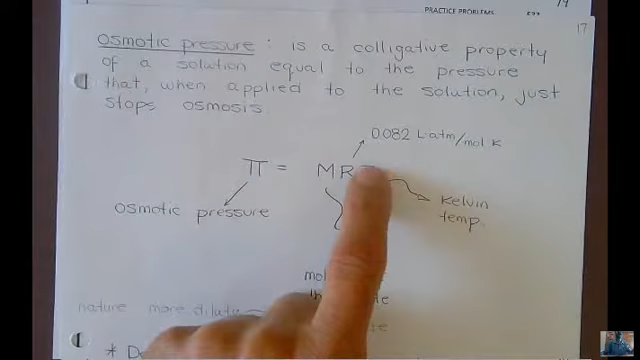 PRACTICE PROBLEMS
17
osmotic pressure : is a colligative property
of a solution equal to the pressure
that, when applied to the solution, just
stops osmosis.
0.082 L·atm/mol K
π = MR
osmotic pressure
Kelvin
temp.
nature more dilute
*